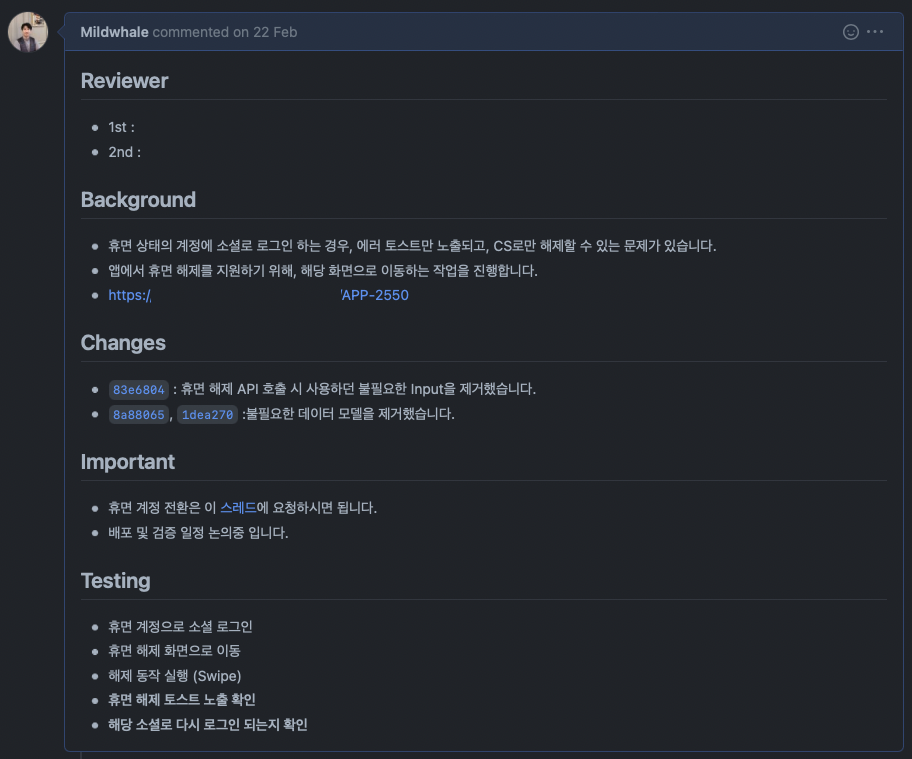 Mildwhale commented on 22 Feb
Reviewer
1st :
2nd :
Background
휴면 상태의 계정에 소셜로 로그인 하는 경우, 에러 토스트만 노출되고, CS로만 해제할 수 있는 문제가 있습니다.
앱에서 휴면 해제를 지원하기 위해, 해당 화면으로 이동하는 작업을 진행합니다.
https:/ /APP-2550
Changes
83e6804 : 휴면 해제 API 호출 시 사용하던 불필요한 Input을 제거했습니다.
8a88065, 1dea270 :불필요한 데이터 모델을 제거했습니다.
Important
휴면 계정 전환은 이 스레드에 요청하시면 됩니다.
배포 및 검증 일정 논의중 입니다.
Testing
휴면 계정으로 소셜 로그인
휴면 해제 화면으로 이동
해제 동작 실행 (Swipe)
휴면 해제 토스트 노출 확인
해당 소셜로 다시 로그인 되는지 확인